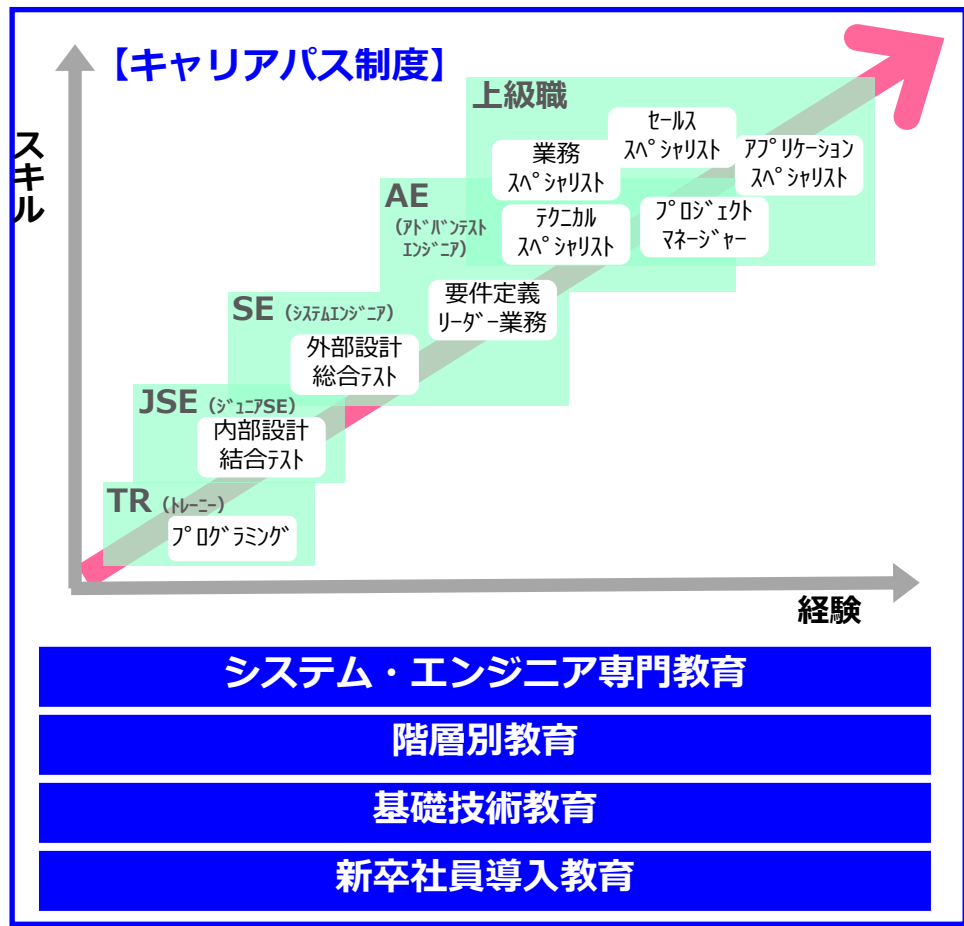 【キャリアパス制度】
スキル
上級職
セールス
スペシャリスト
業務
スペシャリスト
アプリケーション
スペシャリスト
AE
(アドバンテスト
エンジニア)
テクニカル
スペシャリスト
プロジェクト
マネージャー
SE (システムエンジニア)
要件定義
リーダー業務
外部設計
総合テスト
JSE (ジュニアSE)
内部設計
結合テスト
TR (トレーニー)
プログラミング
経験
システム・エンジニア専門教育
階層別教育
基礎技術教育
新卒社員導入教育